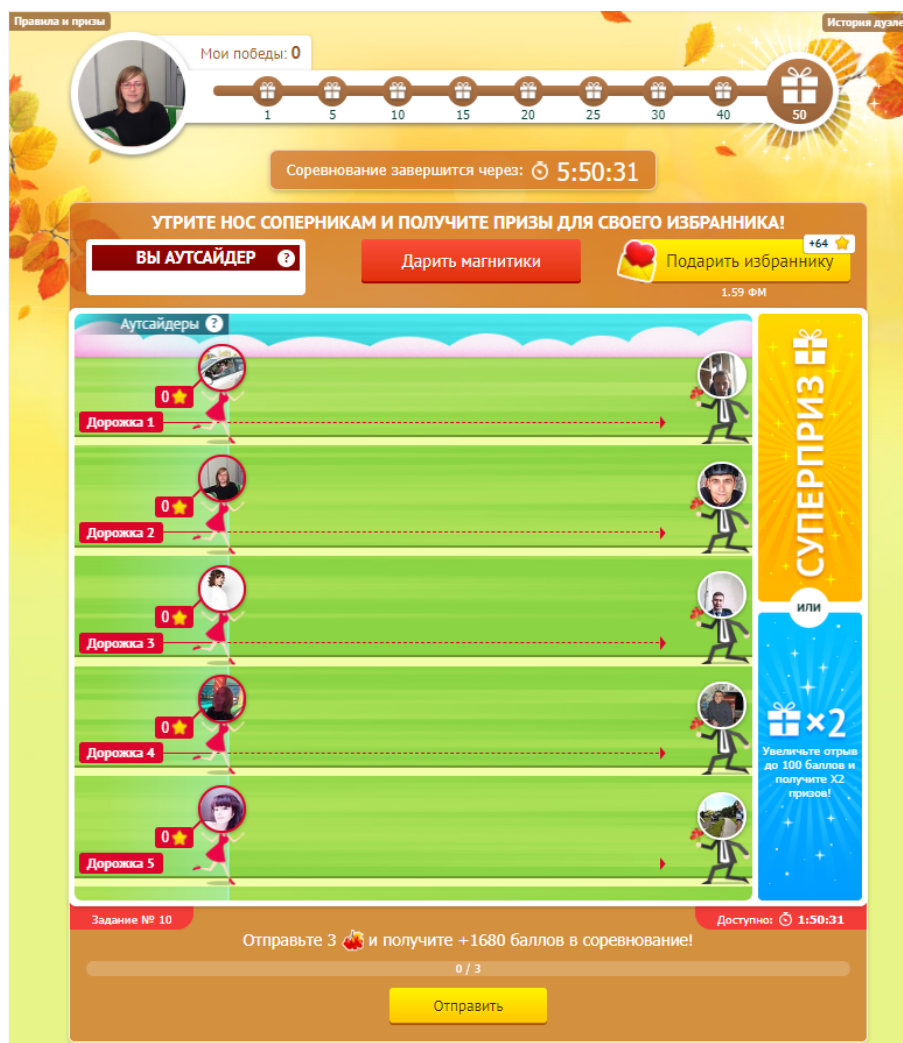 Правила и призы
История дуэле
Мои победы: 0
1 5 10 15 20 25 30 40 50
Соревнование завершится через: 5:50:31
УТРИТЕ НОС СОПЕРНИКАМ И ПОЛУЧИТЕ ПРИЗЫ ДЛЯ СВОЕГО ИЗБРАННИКА!
ВЫ АУТСАЙДЕР ?
Дарить магнитики
+64
Подарить избраннику
1.59 ФМ
Аутсайдеры ?
0
Дорожка 1
0
Дорожка 2
0
Дорожка 3
0
Дорожка 4
0
Дорожка 5
СУПЕРПРИЗ
или
×2
Увеличьте отрыв
до 100 баллов и
получите X2
призов!
Задание № 10
Доступно: 1:50:31
Отправьте 3 и получите +1680 баллов в соревнование!
0 / 3
Отправить